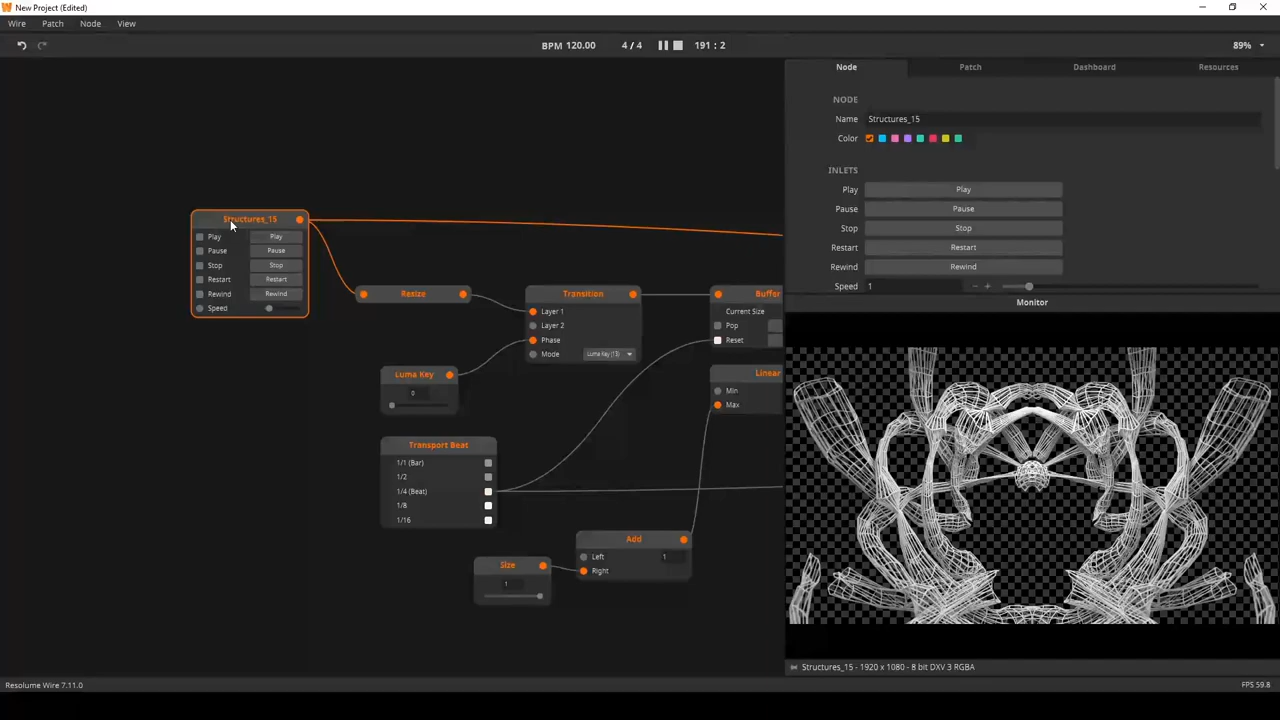 New Project (Edited)
Wire Patch Node View
BPM 120.00 4 / 4 191 : 2 89%
Node Patch Dashboard Resources
NODE
Name Structures_15
Color
INLETS
Play Play
Pause Pause
Stop Stop
Restart Restart
Rewind Rewind
Speed 1 − +
Monitor
Structures_15 - 1920 x 1080 - 8 bit DXV 3 RGBA
Structures_15
Play Play
Pause Pause
Stop Stop
Restart Restart
Rewind Rewind
Speed
Resize
Transition
Layer 1
Layer 2
Phase
Mode Luma Key (13)
Buffer
Current Size
Pop
Reset
Luma Key
0
Linear
Min
Max
Transport Beat
1/1 (Bar)
1/2
1/4 (Beat)
1/8
1/16
Add
Left 1
Right
Size
1
Resolume Wire 7.11.0
FPS 59.8